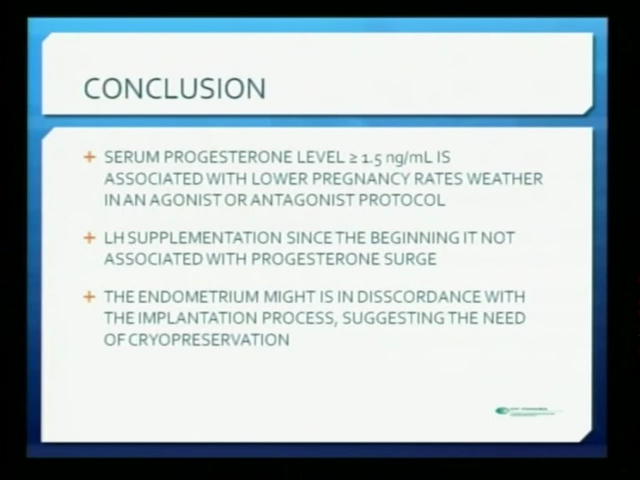 CONCLUSION
SERUM PROGESTERONE LEVEL ≥ 1.5 ng/mL IS
ASSOCIATED WITH LOWER PREGNANCY RATES WEATHER
IN AN AGONIST OR ANTAGONIST PROTOCOL
LH SUPPLEMENTATION SINCE THE BEGINNING IT NOT
ASSOCIATED WITH PROGESTERONE SURGE
THE ENDOMETRIUM MIGHT IS IN DISSCORDANCE WITH
THE IMPLANTATION PROCESS, SUGGESTING THE NEED
OF CRYOPRESERVATION